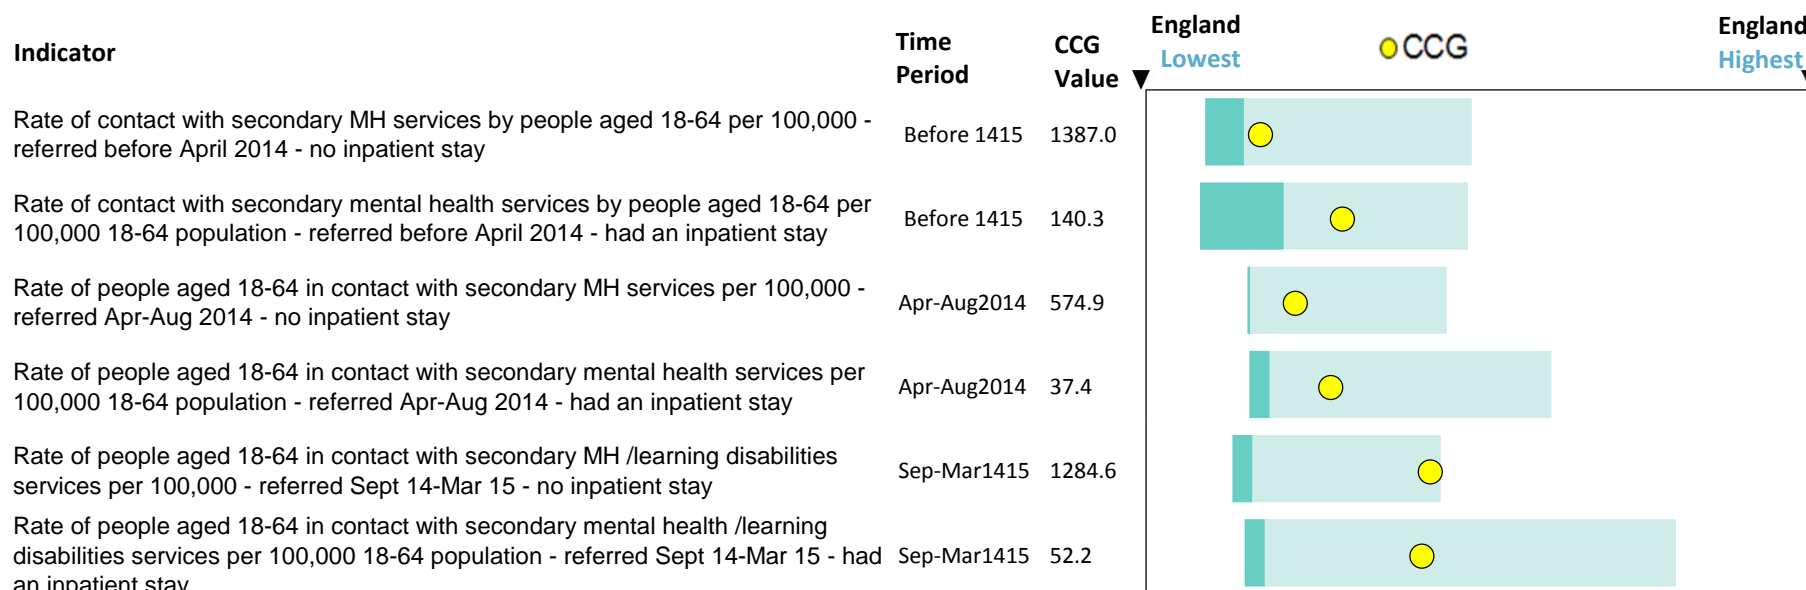 Indicator
Time
Period
CCG
Value
England
Lowest
CCG
England
Highest
Rate of contact with secondary MH services by people aged 18-64 per 100,000 -
referred before April 2014 - no inpatient stay
Before 1415 1387.0
Rate of contact with secondary mental health services by people aged 18-64 per
100,000 18-64 population - referred before April 2014 - had an inpatient stay
Before 1415 140.3
Rate of people aged 18-64 in contact with secondary MH services per 100,000 -
referred Apr-Aug 2014 - no inpatient stay
Apr-Aug2014 574.9
Rate of people aged 18-64 in contact with secondary mental health services per
100,000 18-64 population - referred Apr-Aug 2014 - had an inpatient stay
Apr-Aug2014 37.4
Rate of people aged 18-64 in contact with secondary MH /learning disabilities
services per 100,000 - referred Sept 14-Mar 15 - no inpatient stay
Sep-Mar1415 1284.6
Rate of people aged 18-64 in contact with secondary mental health /learning
disabilities services per 100,000 18-64 population - referred Sept 14-Mar 15 - had
an inpatient stay
Sep-Mar1415 52.2